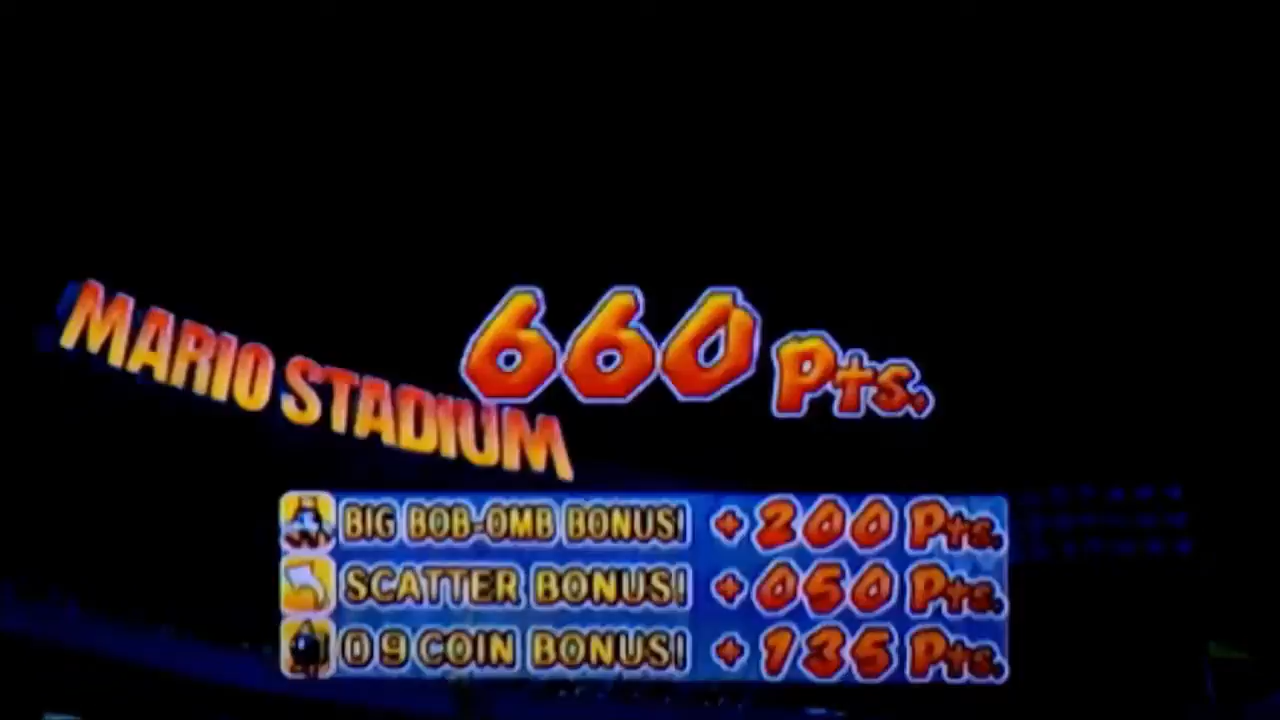 MARIO STADIUM
660 Pts.
BIG BOB-OMB BONUS! +200 Pts.
SCATTER BONUS! +050 Pts.
09 COIN BONUS! +135 Pts.